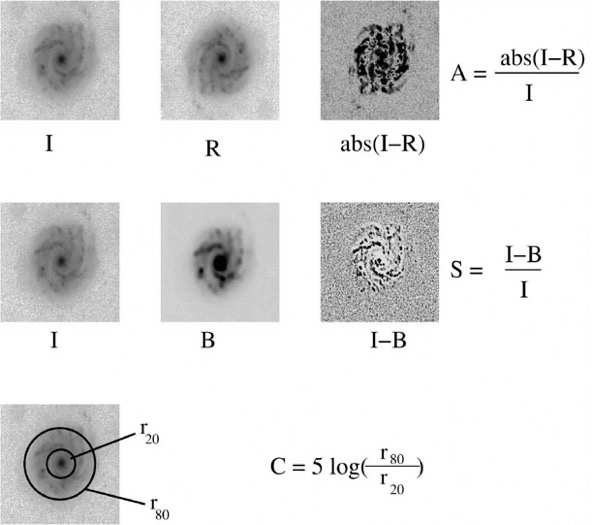 A = abs(I−R) / I
I
R
abs(I−R)
S = I−B / I
I
B
I−B
r20
r80
C = 5 log(r80 / r20)